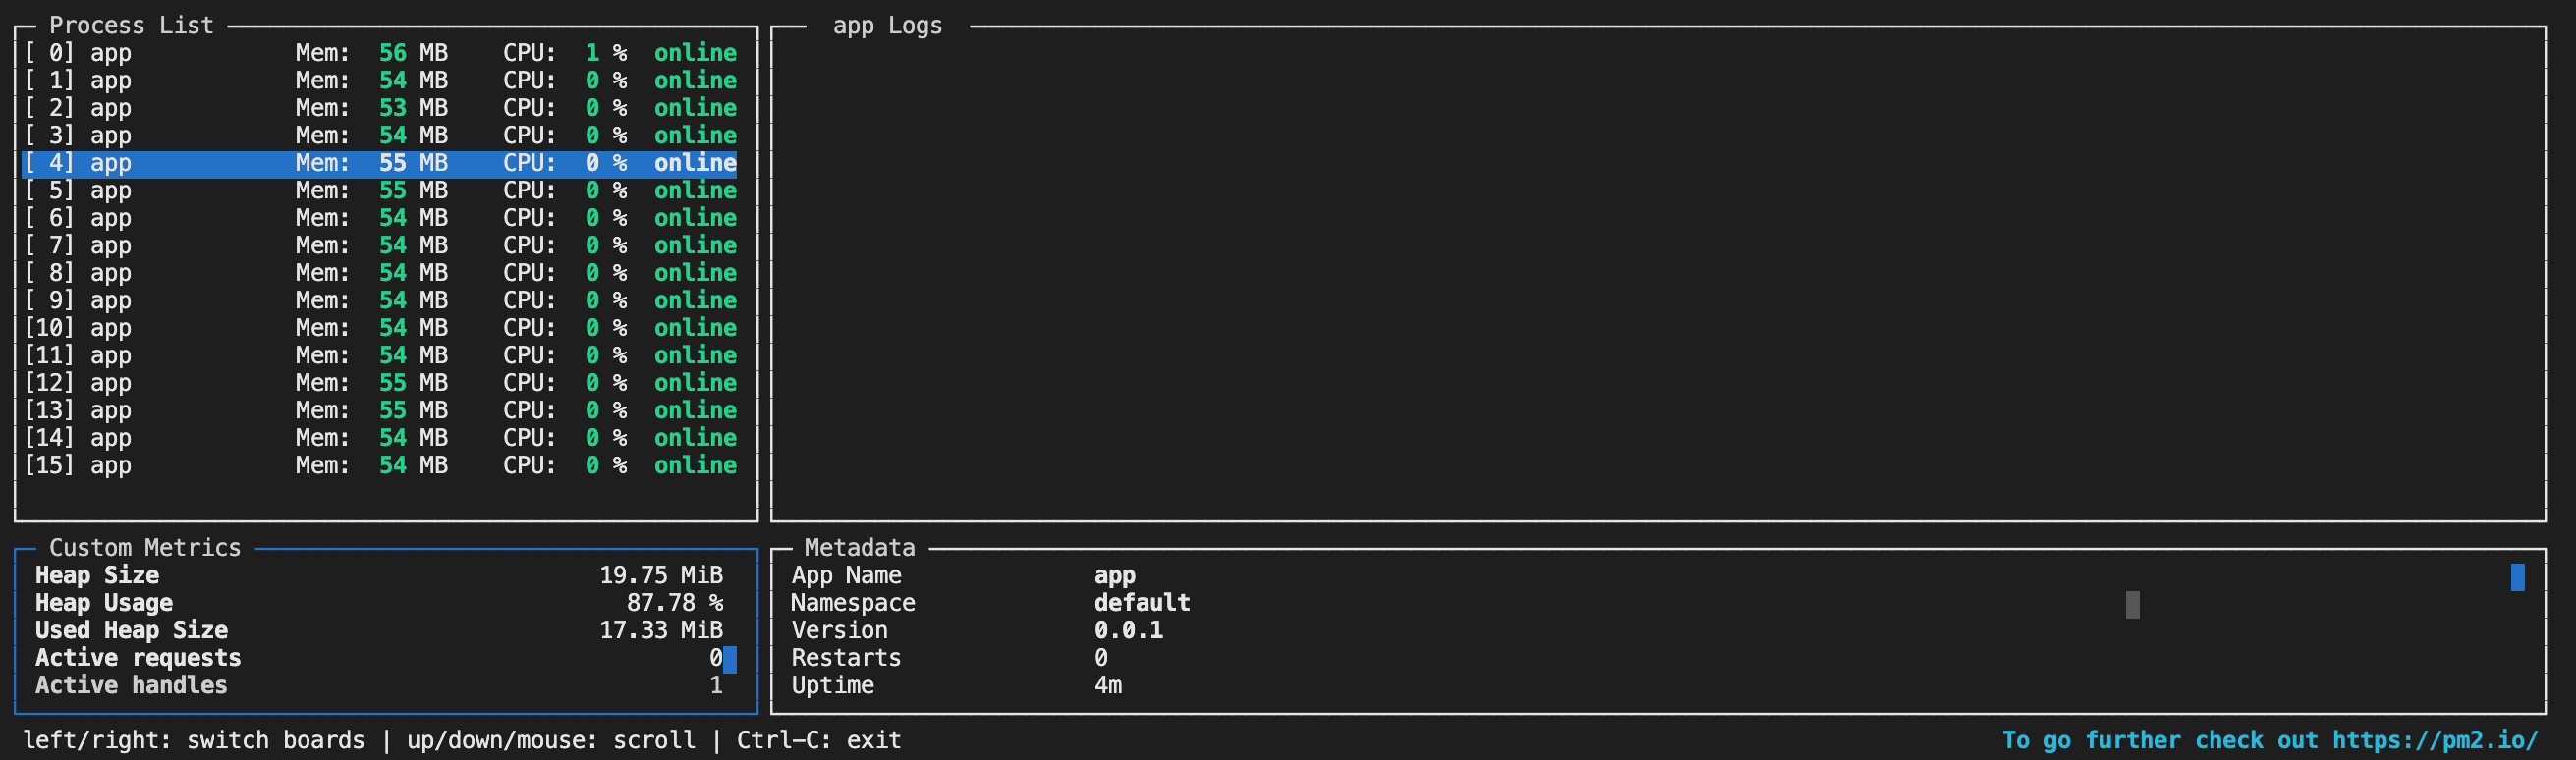 Process List
[ 0] app Mem: 56 MB CPU: 1 % online
[ 1] app Mem: 54 MB CPU: 0 % online
[ 2] app Mem: 53 MB CPU: 0 % online
[ 3] app Mem: 54 MB CPU: 0 % online
[ 4] app Mem: 55 MB CPU: 0 % online
[ 5] app Mem: 55 MB CPU: 0 % online
[ 6] app Mem: 54 MB CPU: 0 % online
[ 7] app Mem: 54 MB CPU: 0 % online
[ 8] app Mem: 54 MB CPU: 0 % online
[ 9] app Mem: 54 MB CPU: 0 % online
[10] app Mem: 54 MB CPU: 0 % online
[11] app Mem: 54 MB CPU: 0 % online
[12] app Mem: 55 MB CPU: 0 % online
[13] app Mem: 55 MB CPU: 0 % online
[14] app Mem: 54 MB CPU: 0 % online
[15] app Mem: 54 MB CPU: 0 % online
app Logs
Custom Metrics
Heap Size 19.75 MiB
Heap Usage 87.78 %
Used Heap Size 17.33 MiB
Active requests 0
Active handles 1
Metadata
App Name app
Namespace default
Version 0.0.1
Restarts 0
Uptime 4m
left/right: switch boards | up/down/mouse: scroll | Ctrl-C: exit
To go further check out https://pm2.io/